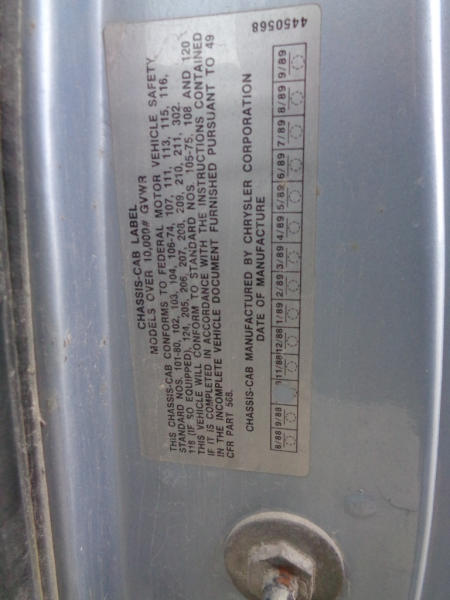 CHASSIS-CAB LABEL
MODELS OVER 10,000# GVWR
THIS CHASSIS-CAB CONFORMS TO FEDERAL MOTOR VEHICLE SAFETY
STANDARD NOS. 101-80, 102, 103, 104, 106-74, 107, 111, 113, 115, 116,
118 (IF SO EQUIPPED), 124, 205, 206, 207, 208, 209, 210, 211, 302.
THIS VEHICLE WILL CONFORM TO STANDARD NOS. 105-75, 108 AND 120
IF IT IS COMPLETED IN ACCORDANCE WITH THE INSTRUCTIONS CONTAINED
IN THE INCOMPLETE VEHICLE DOCUMENT FURNISHED PURSUANT TO 49
CFR PART 568.
CHASSIS-CAB MANUFACTURED BY CHRYSLER CORPORATION
DATE OF MANUFACTURE
8/88 9/88 11/88 12/88 1/89 2/89 3/89 4/89 5/89 6/89 7/89 8/89 9/89
4450568